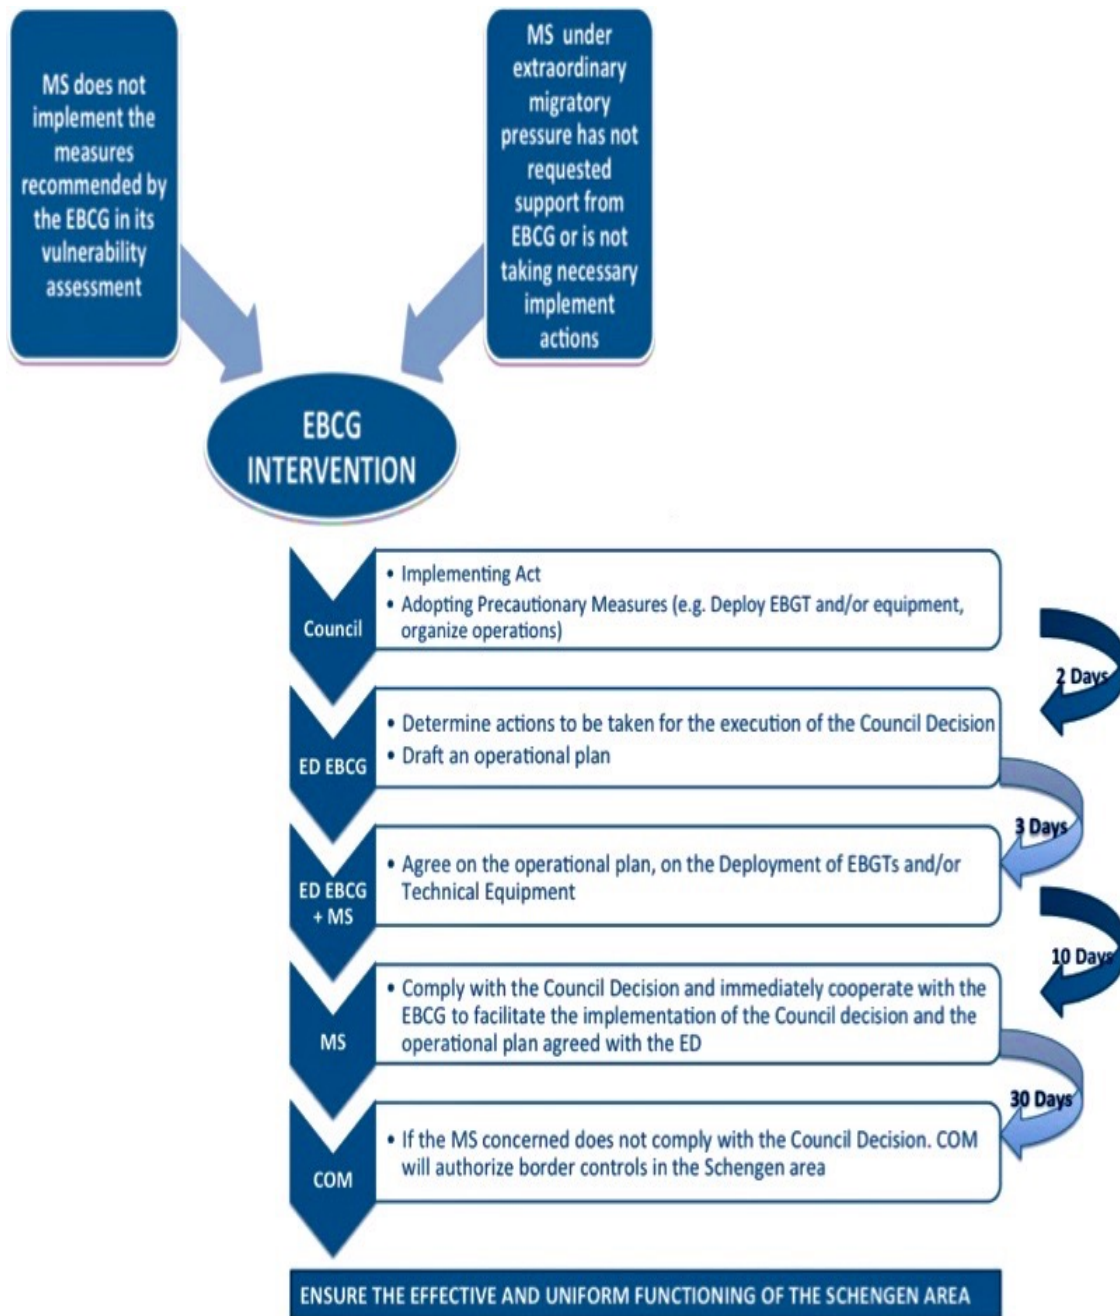 MS does not
implement the
measures
recommended by
the EBCG in its
vulnerability
assessment
MS under
extraordinary
migratory
pressure has not
requested
support from
EBCG or is not
taking necessary
implement
actions
EBCG
INTERVENTION
Council
• Implementing Act
• Adopting Precautionary Measures (e.g. Deploy EBGT and/or equipment,
organize operations)
2 Days
ED EBCG
• Determine actions to be taken for the execution of the Council Decision
• Draft an operational plan
3 Days
ED EBCG
+ MS
• Agree on the operational plan, on the Deployment of EBGTs and/or
Technical Equipment
10 Days
MS
• Comply with the Council Decision and immediately cooperate with the
EBCG to facilitate the implementation of the Council decision and the
operational plan agreed with the ED
30 Days
COM
• If the MS concerned does not comply with the Council Decision. COM
will authorize border controls in the Schengen area
ENSURE THE EFFECTIVE AND UNIFORM FUNCTIONING OF THE SCHENGEN AREA